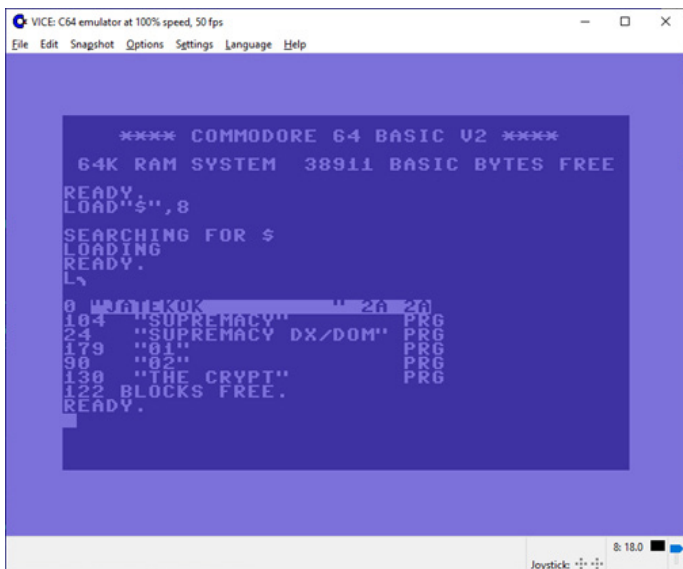 VICE: C64 emulator at 100% speed, 50 fps
File Edit Snapshot Options Settings Language Help
**** COMMODORE 64 BASIC V2 ****
64K RAM SYSTEM 38911 BASIC BYTES FREE
READY.
LOAD"$",8
SEARCHING FOR $
LOADING
READY.
L╮
0 "JATEKOK " 2A 2A
104 "SUPREMACY" PRG
24 "SUPREMACY DX/DOM" PRG
179 "01" PRG
90 "02" PRG
130 "THE CRYPT" PRG
122 BLOCKS FREE.
READY.
8: 18.0
Joystick: